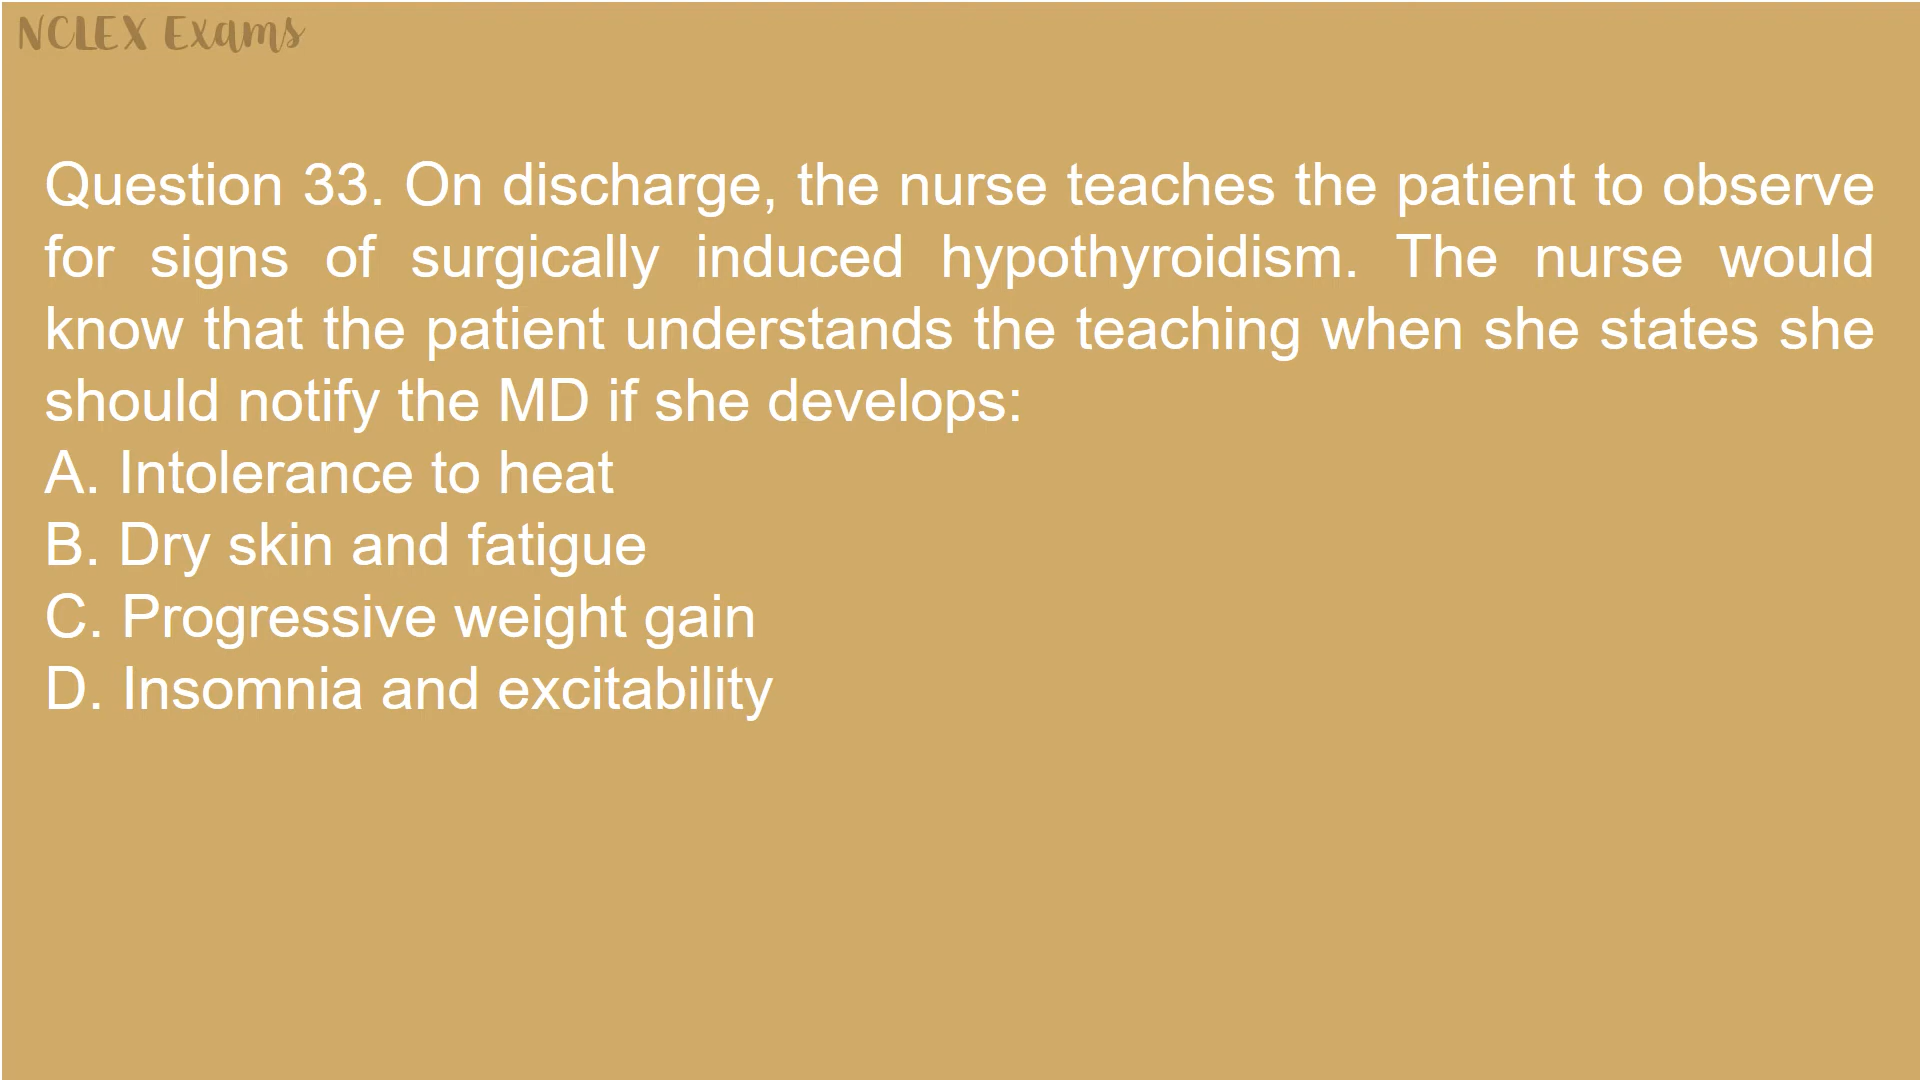 NCLEX Exams
Question 33. On discharge, the nurse teaches the patient to observe
for signs of surgically induced hypothyroidism. The nurse would
know that the patient understands the teaching when she states she
should notify the MD if she develops:
A. Intolerance to heat
B. Dry skin and fatigue
C. Progressive weight gain
D. Insomnia and excitability